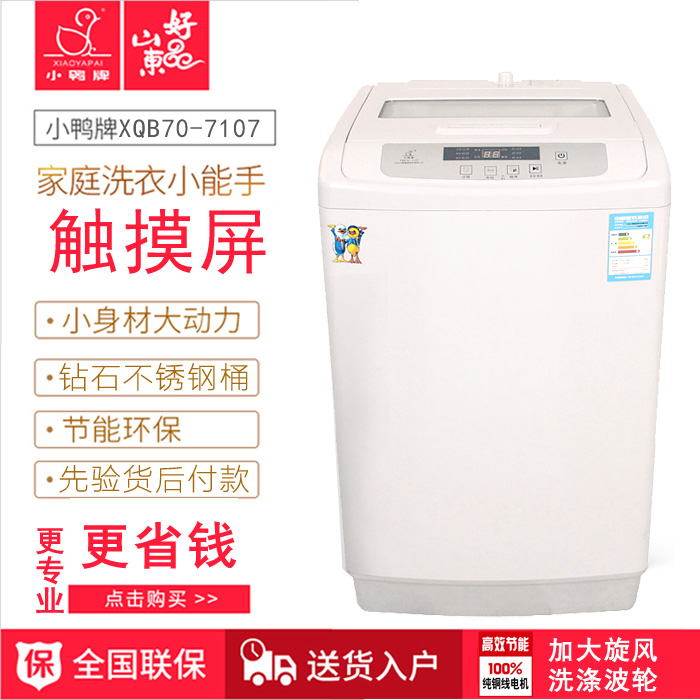 XIAOYAPAI
小鸭牌
好品
山東
小鸭牌XQB70-7107
家庭洗衣小能手
触摸屏
·小身材大动力
·钻石不锈钢桶
·节能环保
·先验货后付款
更专业
更省钱
点击购买 >>
保 全国联保
送货入户
高效节能
100%
纯铜线电机
加大旋风
洗涤波轮